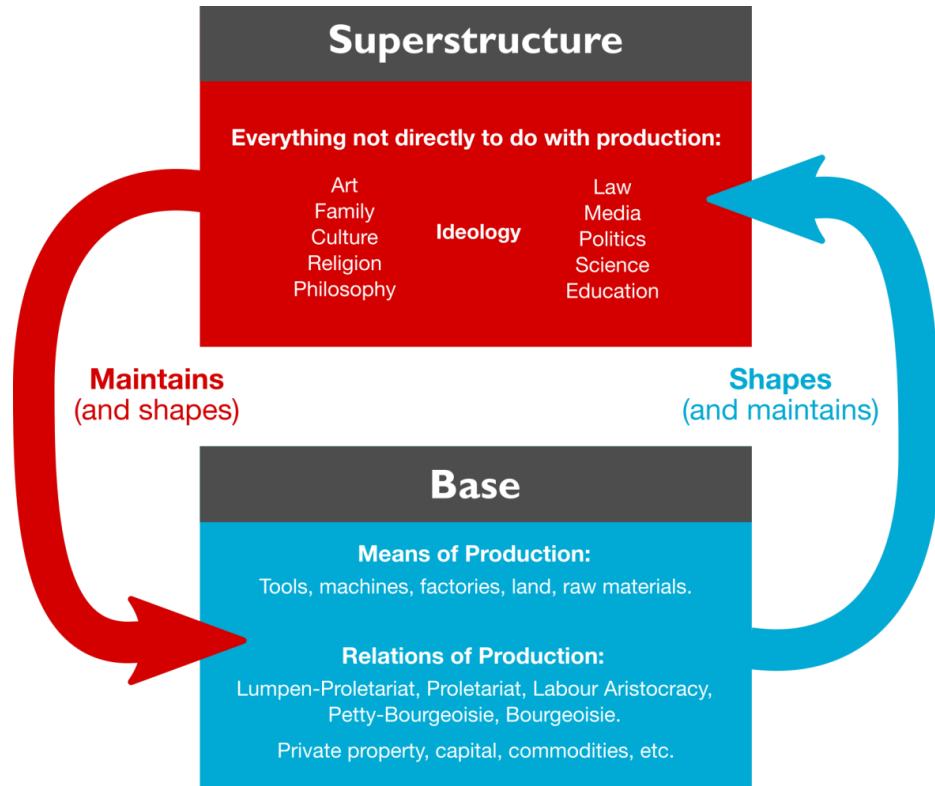 Superstructure
Everything not directly to do with production:
Art
Family
Culture
Religion
Philosophy
Ideology
Law
Media
Politics
Science
Education
Maintains
(and shapes)
Shapes
(and maintains)
Base
Means of Production:
Tools, machines, factories, land, raw materials.
Relations of Production:
Lumpen-Proletariat, Proletariat, Labour Aristocracy,
Petty-Bourgeoisie, Bourgeoisie.
Private property, capital, commodities, etc.